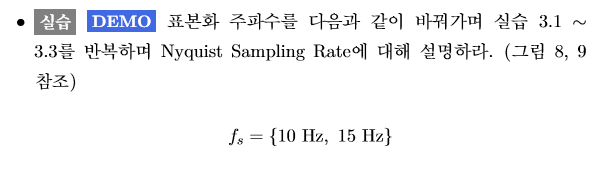 • 실습 DEMO 표본화 주파수를 다음과 같이 바꿔가며 실습 3.1 ∼
3.3를 반복하며 Nyquist Sampling Rate에 대해 설명하라. (그림 8, 9
참조)
fₛ = {10 Hz, 15 Hz}